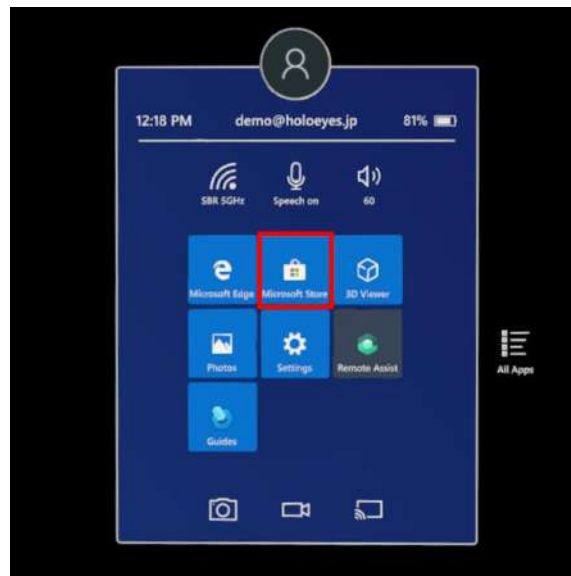 12:18 PM demo@holoeyes.jp 81%
SBR 5GHz Speech on 60
Microsoft Edge Microsoft Store 3D Viewer
Photos Settings Remote Assist
All Apps
Guides